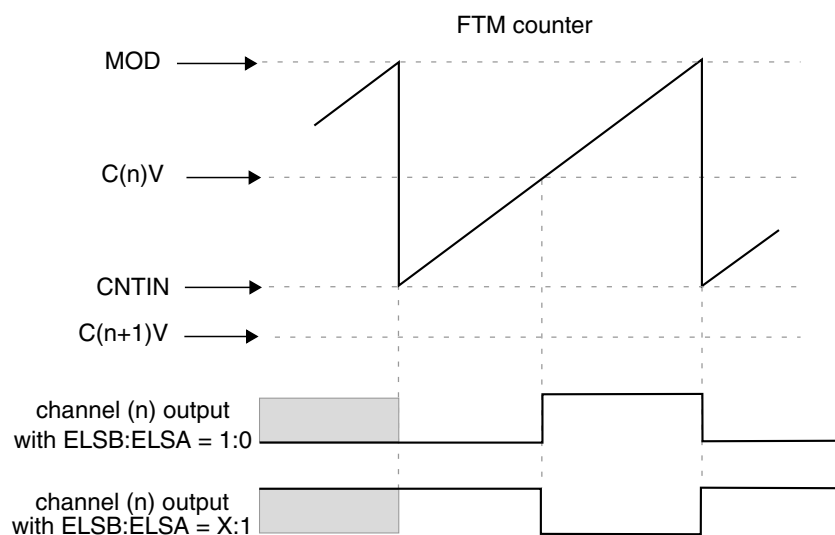 FTM counter
MOD
C(n)V
CNTIN
C(n+1)V
channel (n) output
with ELSB:ELSA = 1:0
channel (n) output
with ELSB:ELSA = X:1